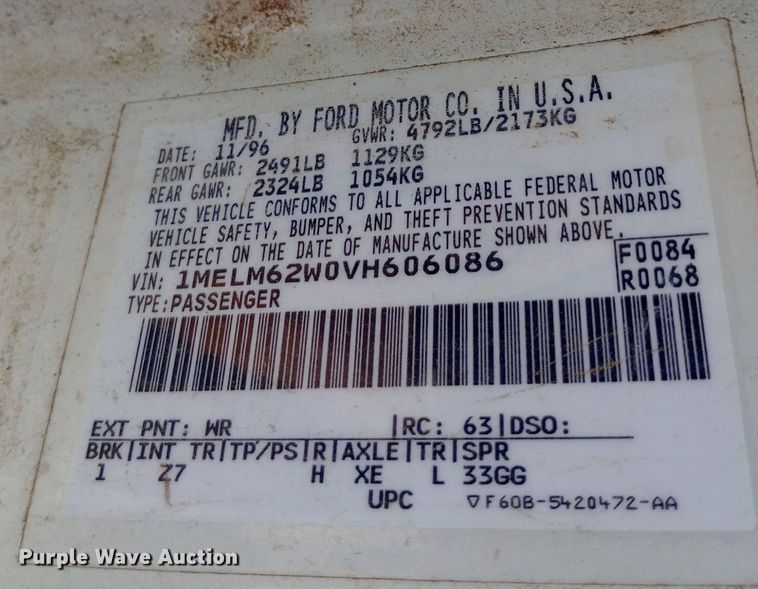 MFD. BY FORD MOTOR CO. IN U.S.A.
DATE: 11/96 GVWR: 4792LB/2173KG
FRONT GAWR: 2491LB 1129KG
REAR GAWR: 2324LB 1054KG
THIS VEHICLE CONFORMS TO ALL APPLICABLE FEDERAL MOTOR
VEHICLE SAFETY, BUMPER, AND THEFT PREVENTION STANDARDS
IN EFFECT ON THE DATE OF MANUFACTURE SHOWN ABOVE.
VIN: 1MELM62W0VH606086 F0084
TYPE: PASSENGER R0068
EXT PNT: WR |RC: 63|DSO:
BRK|INT TR|TP/PS|R|AXLE|TR|SPR
1 Z7 H XE L 33GG
UPC ▽F60B-5420472-AA
Purple Wave Auction